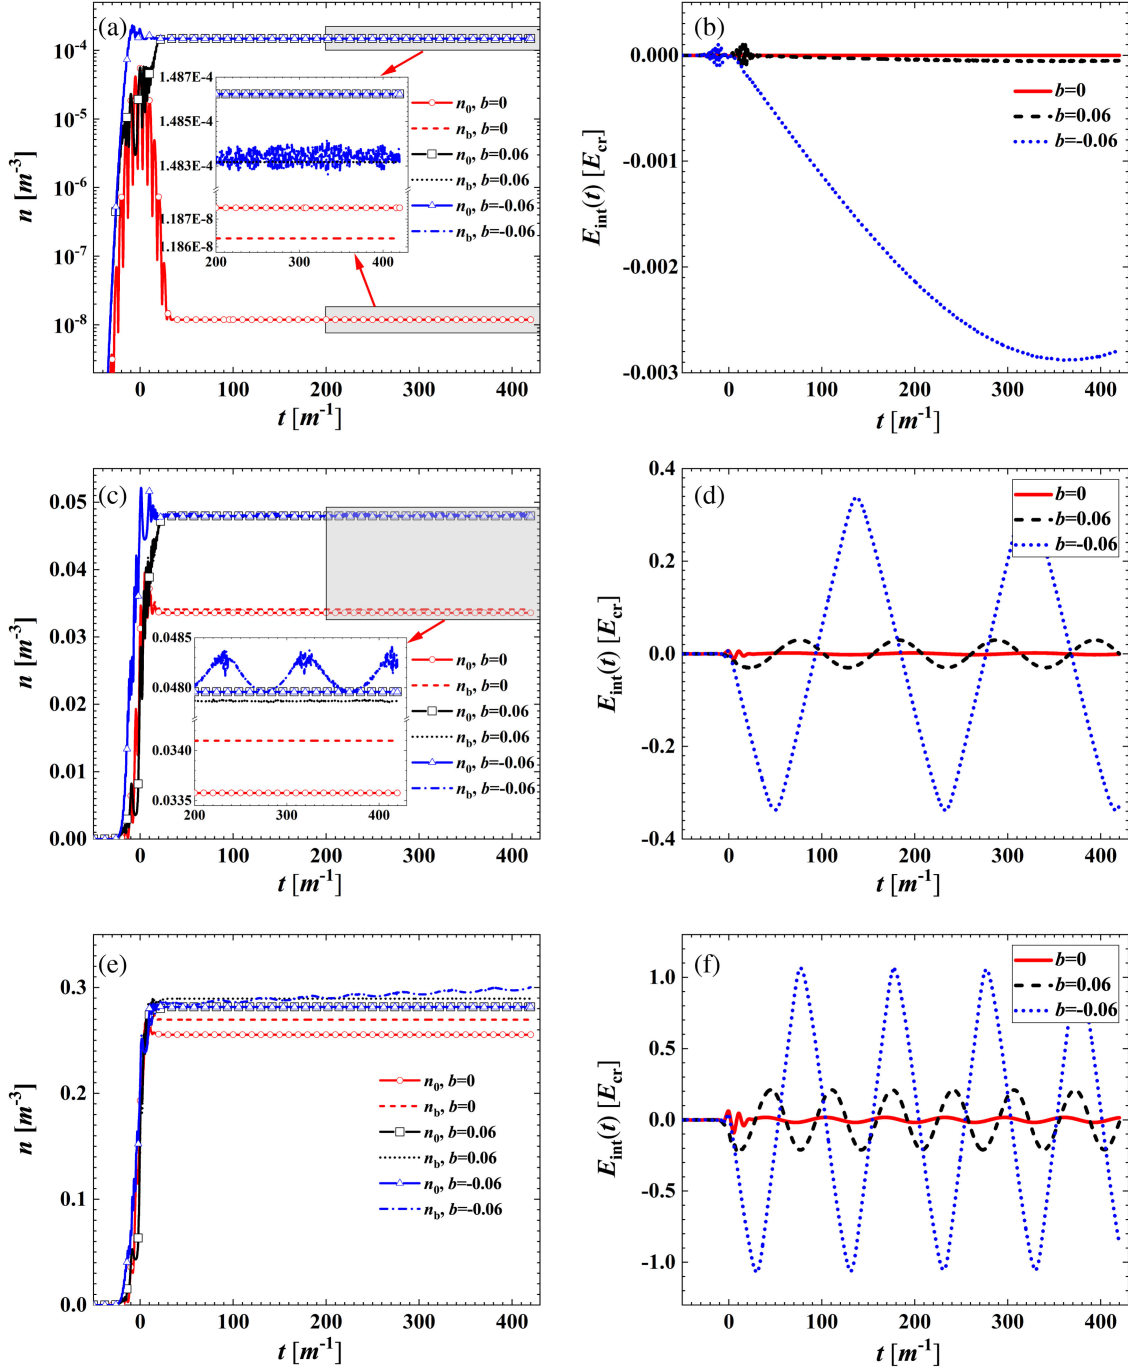 (a)
n [m⁻³]
10⁻⁴
10⁻⁵
10⁻⁶
10⁻⁷
10⁻⁸
1.487E-4
1.485E-4
1.483E-4
1.187E-8
1.186E-8
200 300 400
n₀, b=0
n_b, b=0
n₀, b=0.06
n_b, b=0.06
n₀, b=-0.06
n_b, b=-0.06
0 100 200 300 400
t [m⁻¹]
(b)
E_int(t) [E_cr]
0.000
-0.001
-0.002
-0.003
b=0
b=0.06
b=-0.06
0 100 200 300 400
t [m⁻¹]
(c)
n [m⁻³]
0.05
0.04
0.03
0.02
0.01
0.00
0.0485
0.0480
0.0340
0.0335
200 300 400
n₀, b=0
n_b, b=0
n₀, b=0.06
n_b, b=0.06
n₀, b=-0.06
n_b, b=-0.06
0 100 200 300 400
t [m⁻¹]
(d)
E_int(t) [E_cr]
0.4
0.2
0.0
-0.2
-0.4
b=0
b=0.06
b=-0.06
0 100 200 300 400
t [m⁻¹]
(e)
n [m⁻³]
0.3
0.2
0.1
0.0
n₀, b=0
n_b, b=0
n₀, b=0.06
n_b, b=0.06
n₀, b=-0.06
n_b, b=-0.06
0 100 200 300 400
t [m⁻¹]
(f)
E_int(t) [E_cr]
1.0
0.5
0.0
-0.5
-1.0
b=0
b=0.06
b=-0.06
0 100 200 300 400
t [m⁻¹]